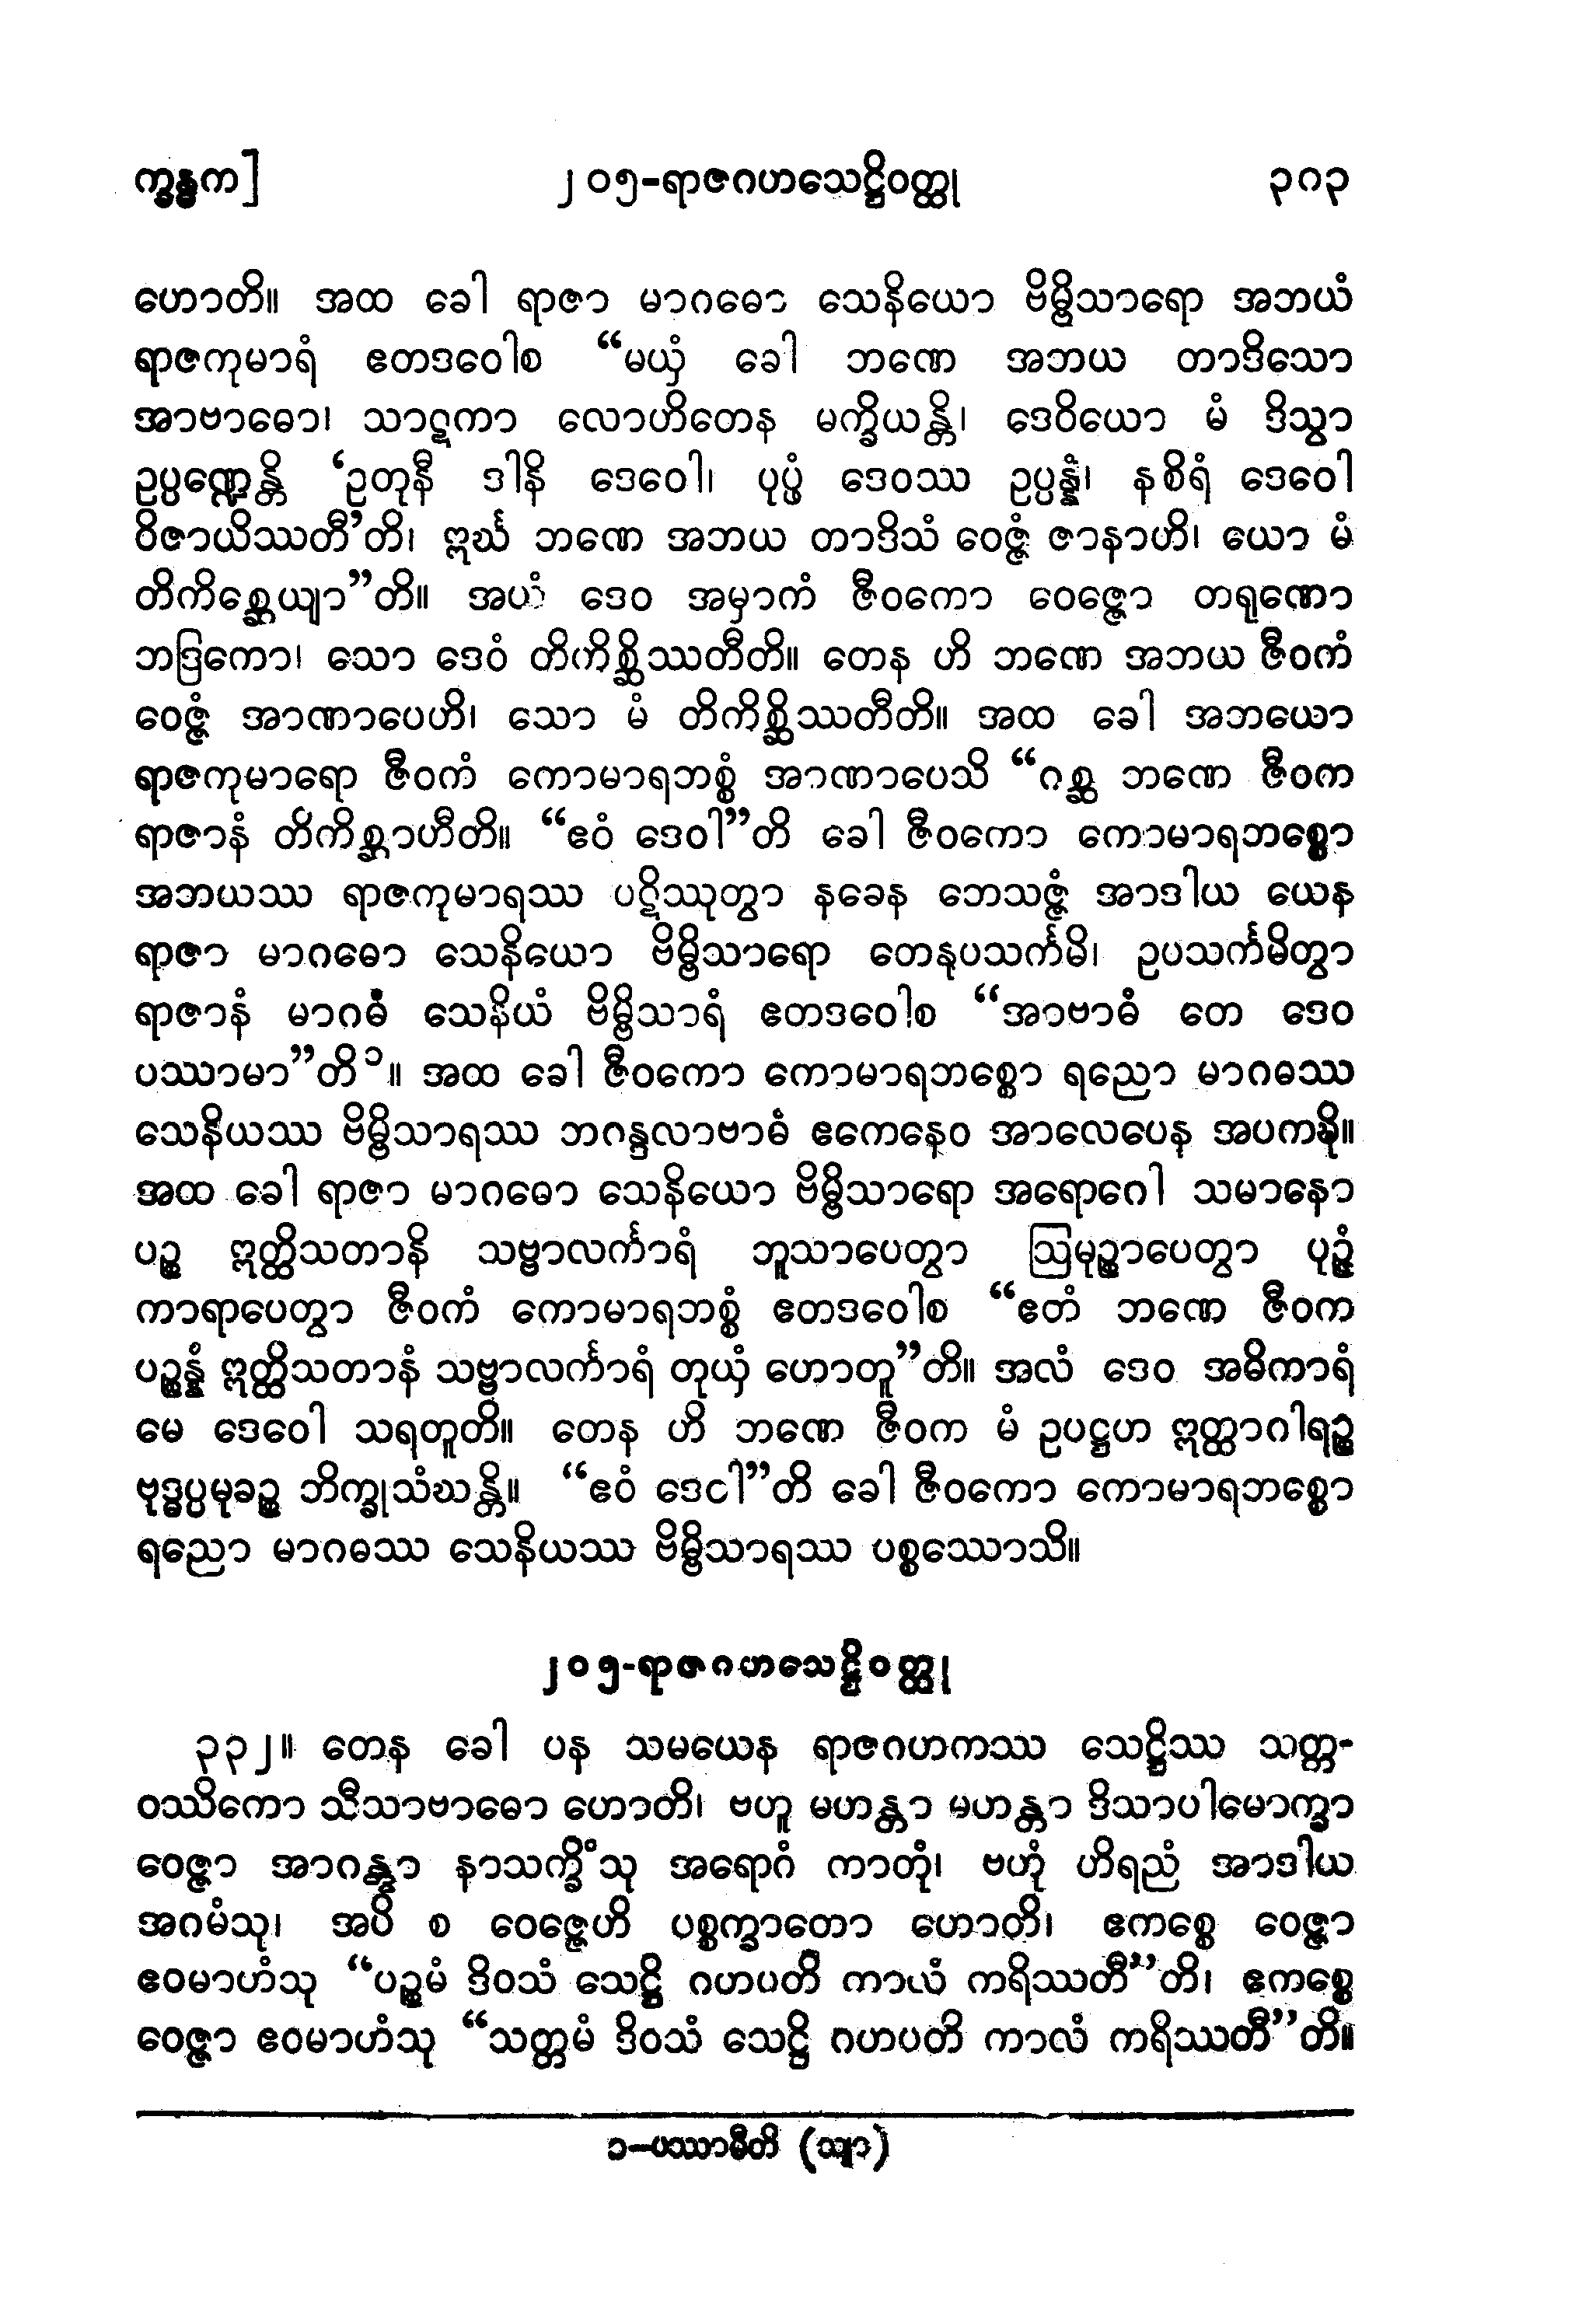 က္ခန္ဓက]
၂၀၅-ရာဇဂဟသေဋ္ဌိဝတ္ထု
၃၈၃
ဟောတိ။ အထ ခေါ ရာဇာ မာဂဓော သေနိယော ဗိမ္ဗိသာရော အဘယံ
ရာဇကုမာရံ ဧတဒဝေါစ “မယှံ ခေါ ဘဏေ အဘယ တာဒိသော
အာဗာဓော၊ သာဋကာ လောဟိတေန မက္ခိယန္တိ၊ ဒေဝိယော မံ ဒိသွာ
ဥပ္ပဏ္ဍေန္တိ ‘ဥတုနီ ဒါနိ ဒေဝေါ၊ ပုပ္ဖံ ဒေဝဿ ဥပ္ပန္နံ၊ နစိရံ ဒေဝေါ
ဝိဇာယိဿတီ’တိ၊ ဣင်္ဃ ဘဏေ အဘယ တာဒိသံ ဝေဇ္ဇံ ဇာနာဟိ၊ ယော မံ
တိကိစ္ဆေယျာ”တိ။ အယံ ဒေဝ အမှာကံ ဇီဝကော ဝေဇ္ဇော တရုဏော
ဘဒြကော၊ သော ဒေဝံ တိကိစ္ဆိဿတီတိ။ တေန ဟိ ဘဏေ အဘယ ဇီဝကံ
ဝေဇ္ဇံ အာဏာပေဟိ၊ သော မံ တိကိစ္ဆိဿတီတိ။ အထ ခေါ အဘယော
ရာဇကုမာရော ဇီဝကံ ကောမာရဘစ္စံ အာဏာပေသိ “ဂစ္ဆ ဘဏေ ဇီဝက
ရာဇာနံ တိကိစ္ဆာဟီတိ။ “ဧဝံ ဒေဝါ”တိ ခေါ ဇီဝကော ကောမာရဘစ္စော
အဘယဿ ရာဇကုမာရဿ ပဋိဿုတွာ နခေန ဘေသဇ္ဇံ အာဒါယ ယေန
ရာဇာ မာဂဓော သေနိယော ဗိမ္ဗိသာရော တေနုပသင်္ကမိ၊ ဥပသင်္ကမိတွာ
ရာဇာနံ မာဂဓံ သေနိယံ ဗိမ္ဗိသာရံ ဧတဒဝေါစ “အာဗာဓံ တေ ဒေဝ
ပဿာမာ”တိ၁။ အထ ခေါ ဇီဝကော ကောမာရဘစ္စော ရညော မာဂဓဿ
သေနိယဿ ဗိမ္ဗိသာရဿ ဘဂန္ဒလာဗာဓံ ဧကေနေဝ အာလေပေန အပကဍ္ဎိ။
အထ ခေါ ရာဇာ မာဂဓော သေနိယော ဗိမ္ဗိသာရော အရောဂေါ သမာနော
ပဉ္စ ဣတ္ထိသတာနိ သဗ္ဗာလင်္ကာရံ ဘူသာပေတွာ ဩမုဉ္စာပေတွာ ပုဉ္ဇံ
ကာရာပေတွာ ဇီဝကံ ကောမာရဘစ္စံ ဧတဒဝေါစ “ဧတံ ဘဏေ ဇီဝက
ပဉ္စန္နံ ဣတ္ထိသတာနံ သဗ္ဗာလင်္ကာရံ တုယှံ ဟောတူ”တိ။ အလံ ဒေဝ အဓိကာရံ
မေ ဒေဝေါ သရတူတိ။ တေန ဟိ ဘဏေ ဇီဝက မံ ဥပဋ္ဌဟ ဣတ္ထာဂါရဉ္စ
ဗုဒ္ဓပ္ပမုခဉ္စ ဘိက္ခုသံဃန္တိ။ “ဧဝံ ဒေဝါ”တိ ခေါ ဇီဝကော ကောမာရဘစ္စော
ရညော မာဂဓဿ သေနိယဿ ဗိမ္ဗိသာရဿ ပစ္စဿောသိ။
၂၀၅-ရာဇဂဟသေဋ္ဌိဝတ္ထု
၃၃၂။ တေန ခေါ ပန သမယေန ရာဇဂဟကဿ သေဋ္ဌိဿ သတ္တ-
ဝဿိကော သီသာဗာဓော ဟောတိ၊ ဗဟူ မဟန္တာ မဟန္တာ ဒိသာပါမောက္ခာ
ဝေဇ္ဇာ အာဂန္တွာ နာသက္ခိံသု အရောဂံ ကာတုံ၊ ဗဟုံ ဟိရညံ အာဒါယ
အဂမံသု၊ အပိ စ ဝေဇ္ဇေဟိ ပစ္စက္ခာတော ဟောတိ၊ ဧကစ္စေ ဝေဇ္ဇာ
ဧဝမာဟံသု “ပဉ္စမံ ဒိဝသံ သေဋ္ဌိ ဂဟပတိ ကာလံ ကရိဿတီ”တိ၊ ဧကစ္စေ
ဝေဇ္ဇာ ဧဝမာဟံသု “သတ္တမံ ဒိဝသံ သေဋ္ဌိ ဂဟပတိ ကာလံ ကရိဿတီ”တိ။
၁−ပဿာမီတိ (သျာ)